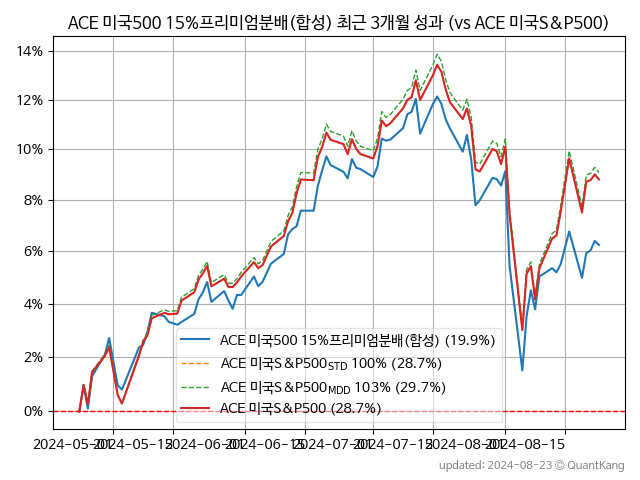 ACE 미국500 15%프리미엄분배(합성) 최근 3개월 성과 (vs ACE 미국S&P500)
14%
12%
10%
8%
6%
4%
2%
0%
ACE 미국500 15%프리미엄분배(합성) (19.9%)
ACE 미국S&P500STD 100% (28.7%)
ACE 미국S&P500MDD 103% (29.7%)
ACE 미국S&P500 (28.7%)
2024-05-01 2024-05-15 2024-06-01 2024-06-15 2024-07-01 2024-07-15 2024-08-01 2024-08-15
updated: 2024-08-23 © QuantKang